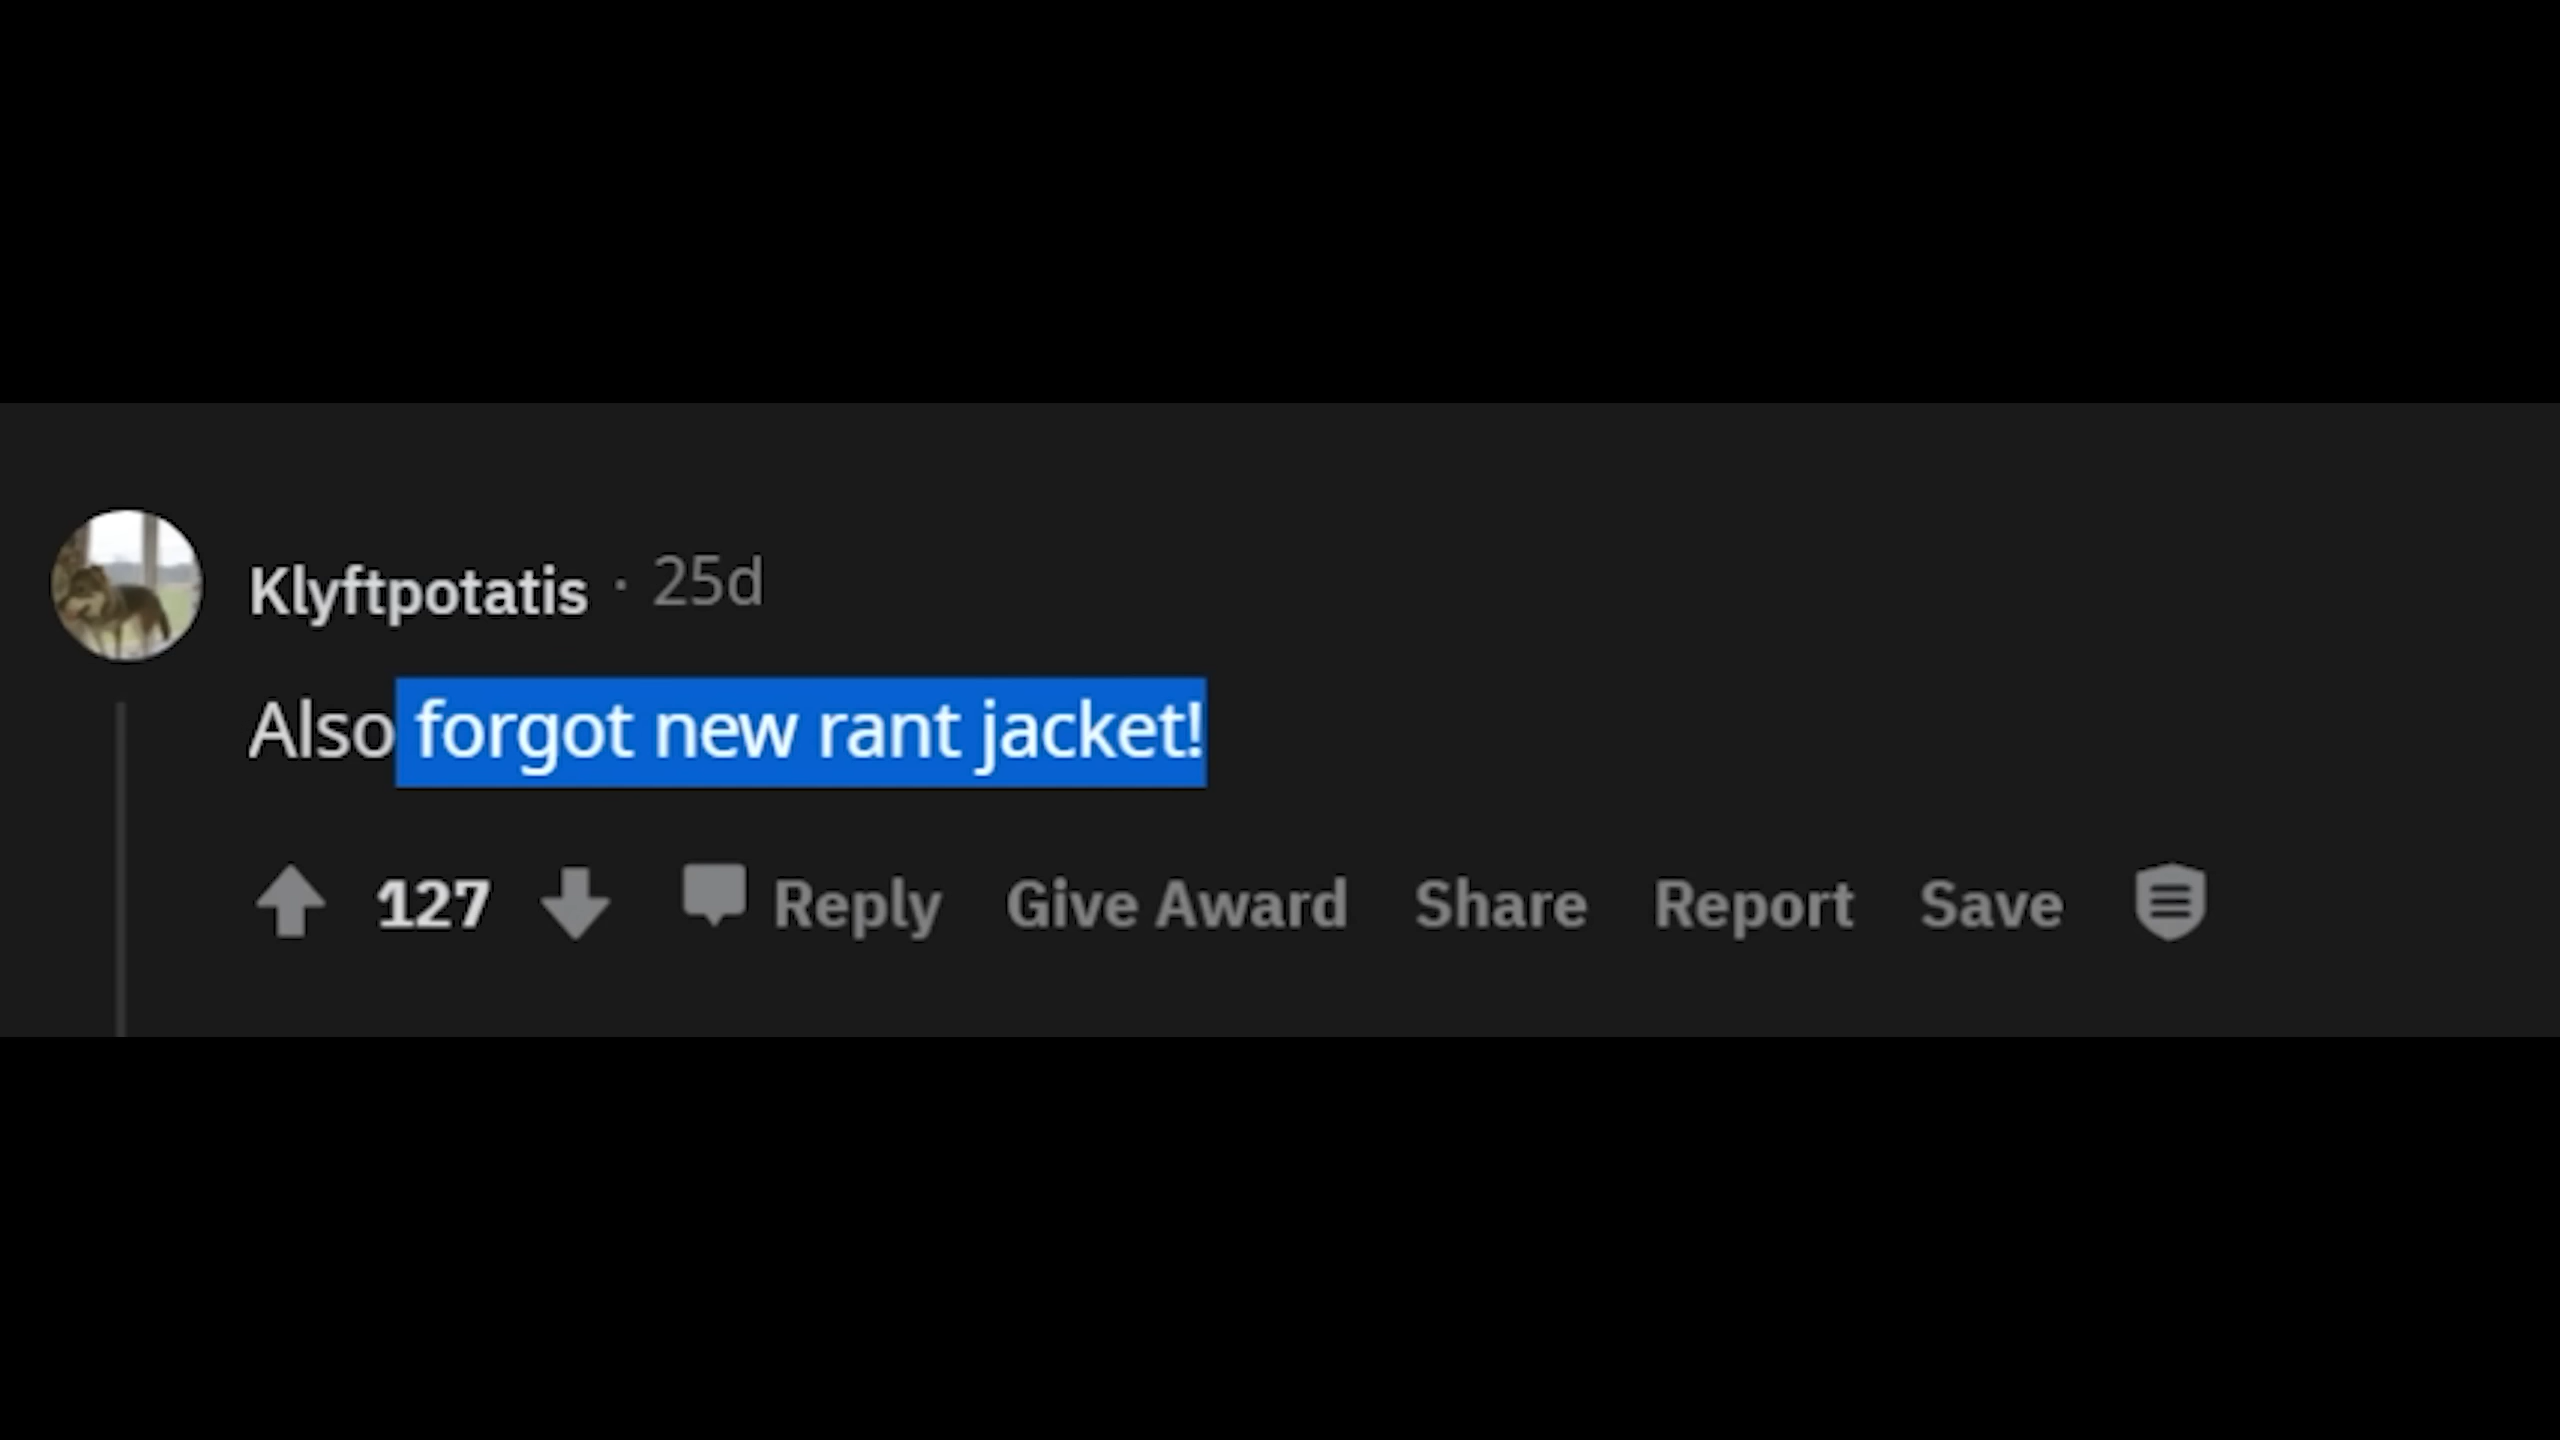 Klyftpotatis · 25d
Also forgot new rant jacket!
127 Reply Give Award Share Report Save